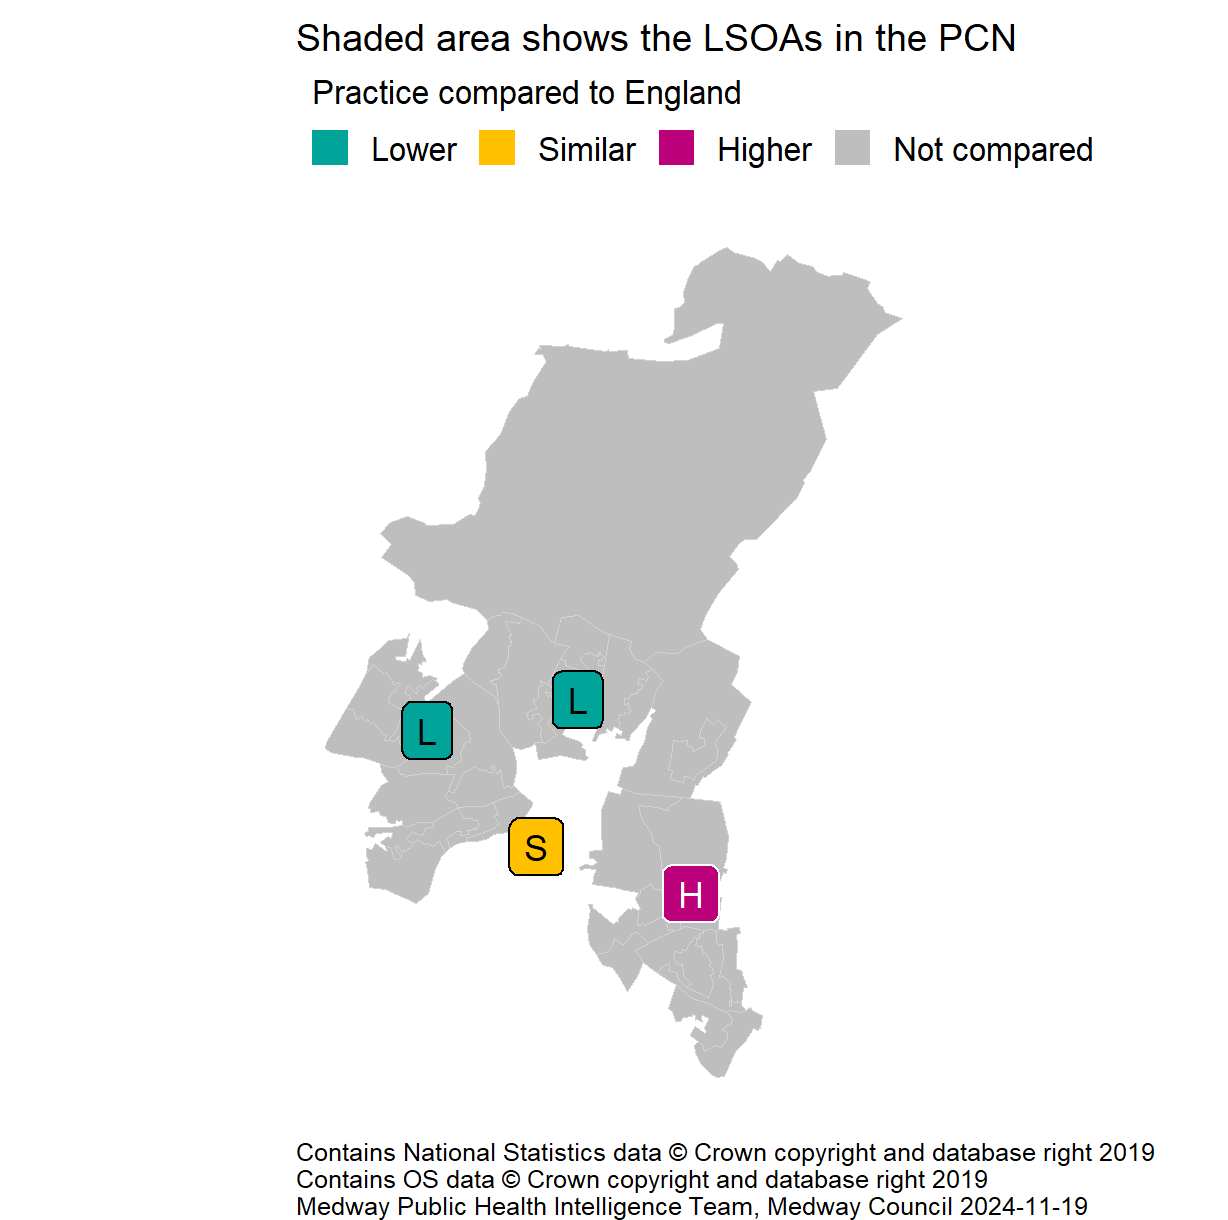 Shaded area shows the LSOAs in the PCN
Practice compared to England
Lower Similar Higher Not compared
L
L
S
H
Contains National Statistics data © Crown copyright and database right 2019
Contains OS data © Crown copyright and database right 2019
Medway Public Health Intelligence Team, Medway Council 2024-11-19